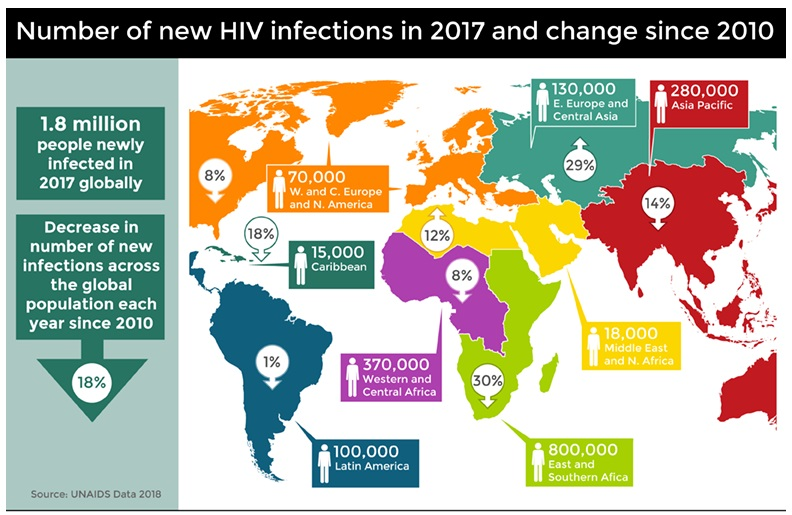 Number of new HIV infections in 2017 and change since 2010
1.8 million
people newly
infected in
2017 globally
Decrease in
number of new
infections across
the global
population each
year since 2010
18%
Source: UNAIDS Data 2018
8%
70,000
W. and C. Europe
and N. America
130,000
E. Europe and
Central Asia
29%
280,000
Asia Pacific
14%
18%
15,000
Caribbean
12%
8%
18,000
Middle East
and N. Africa
370,000
Western and
Central Africa
1%
100,000
Latin America
30%
800,000
East and
Southern Africa